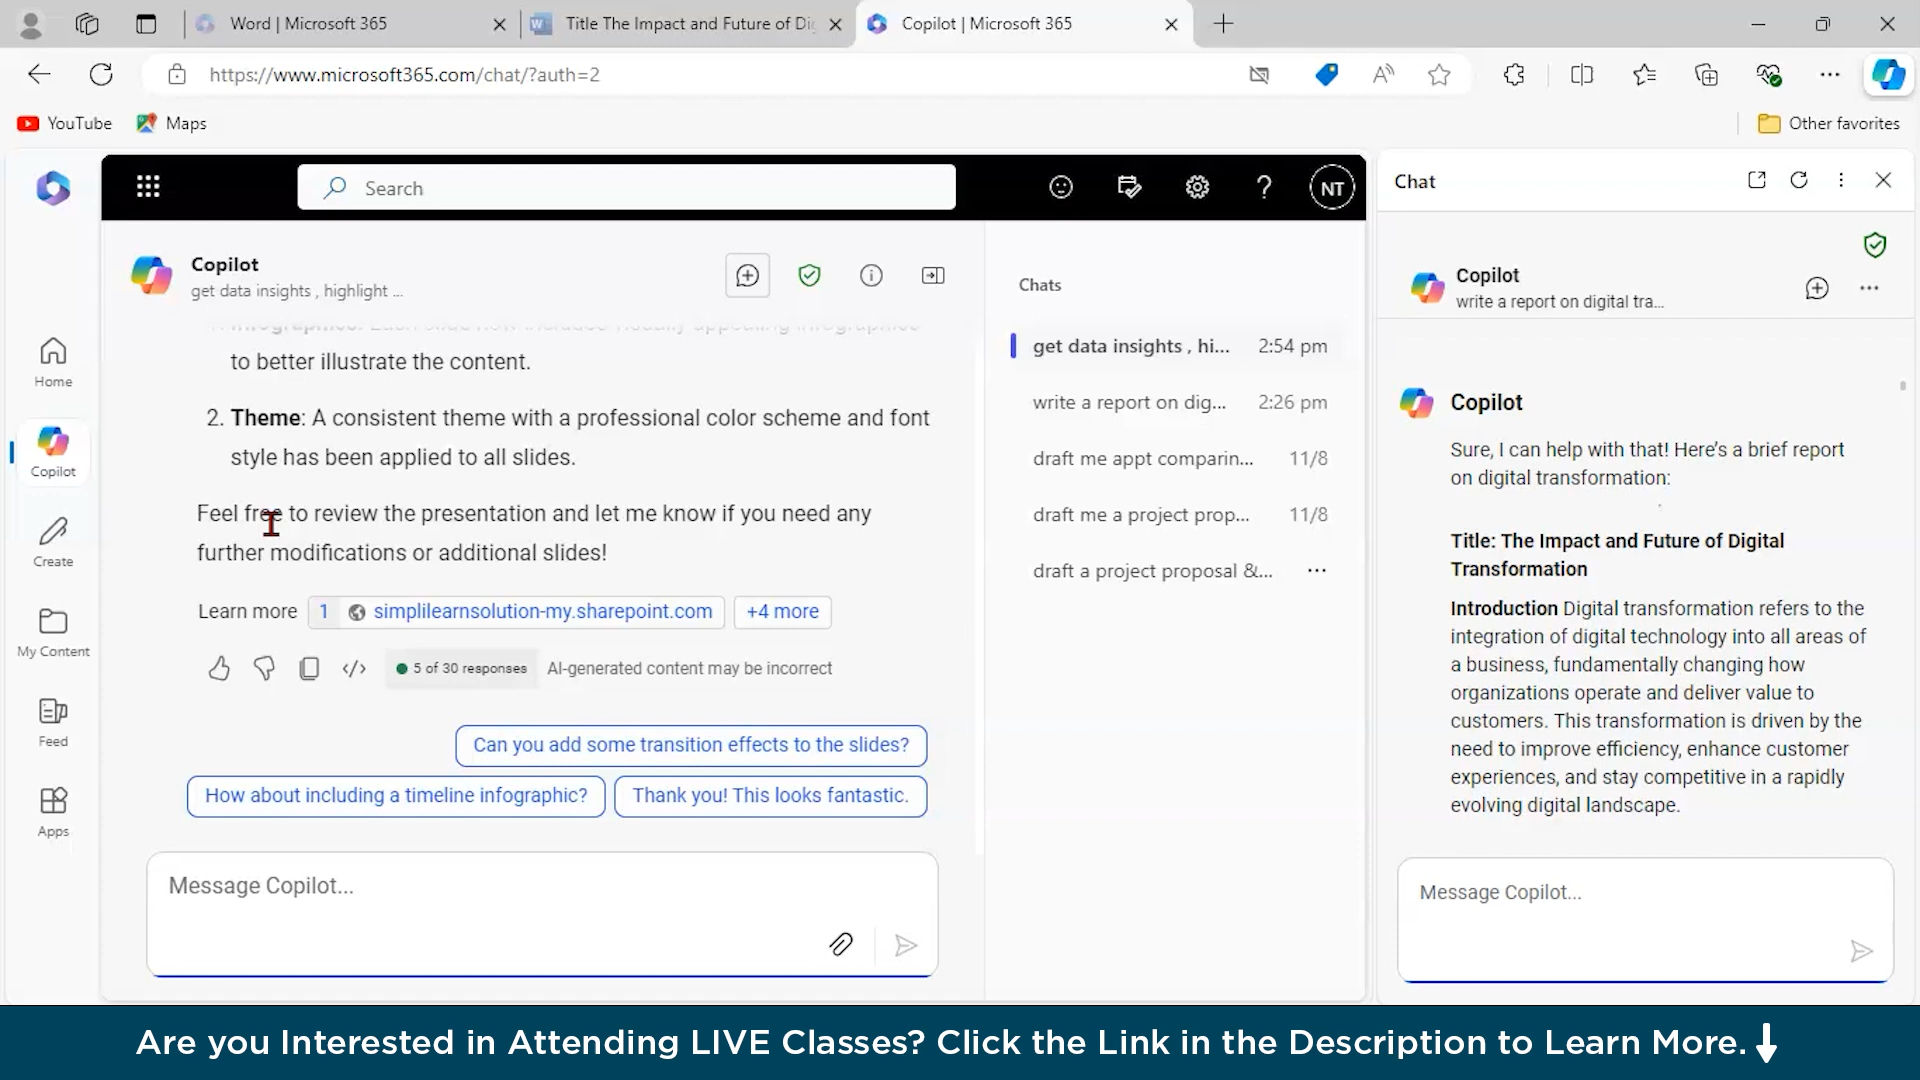 Word | Microsoft 365
Title The Impact and Future of Di
Copilot | Microsoft 365
https://www.microsoft365.com/chat/?auth=2
YouTube
Maps
Other favorites
Search
NT
Home
Copilot
Create
My Content
Feed
Apps
Copilot
get data insights , highlight ...
to better illustrate the content.
2. Theme: A consistent theme with a professional color scheme and font
style has been applied to all slides.
Feel free to review the presentation and let me know if you need any
further modifications or additional slides!
Learn more 1 simplilearnsolution-my.sharepoint.com +4 more
5 of 30 responses AI-generated content may be incorrect
Can you add some transition effects to the slides?
How about including a timeline infographic? Thank you! This looks fantastic.
Message Copilot...
Chats
get data insights , hi... 2:54 pm
write a report on dig... 2:26 pm
draft me appt comparin... 11/8
draft me a project prop... 11/8
draft a project proposal &... ...
Chat
Copilot
write a report on digital tra...
Copilot
Sure, I can help with that! Here's a brief report
on digital transformation:
Title: The Impact and Future of Digital
Transformation
Introduction Digital transformation refers to the
integration of digital technology into all areas of
a business, fundamentally changing how
organizations operate and deliver value to
customers. This transformation is driven by the
need to improve efficiency, enhance customer
experiences, and stay competitive in a rapidly
evolving digital landscape.
Message Copilot...
Are you Interested in Attending LIVE Classes? Click the Link in the Description to Learn More.